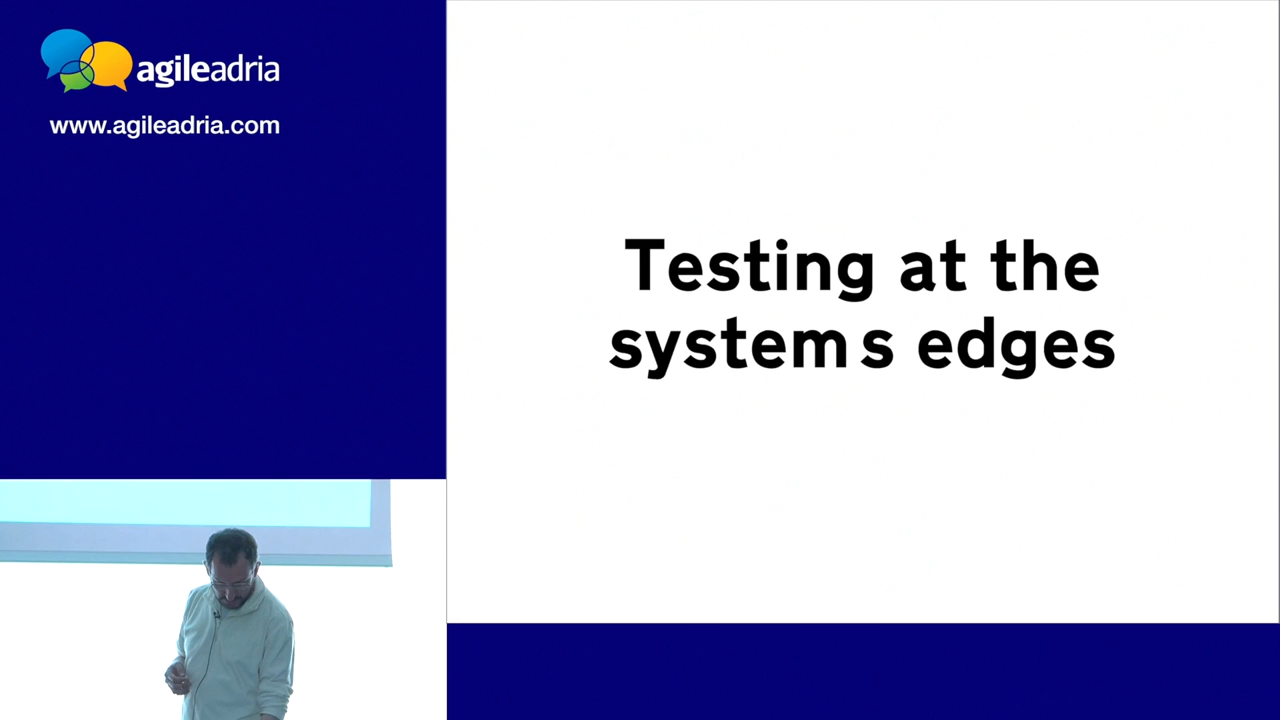 agileadria
www.agileadria.com
Testing at the
system s edges